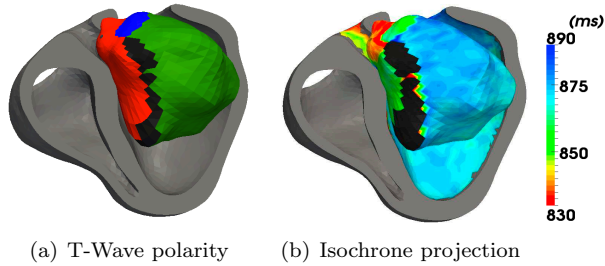 (ms)
890
875
850
830
(a) T-Wave polarity
(b) Isochrone projection